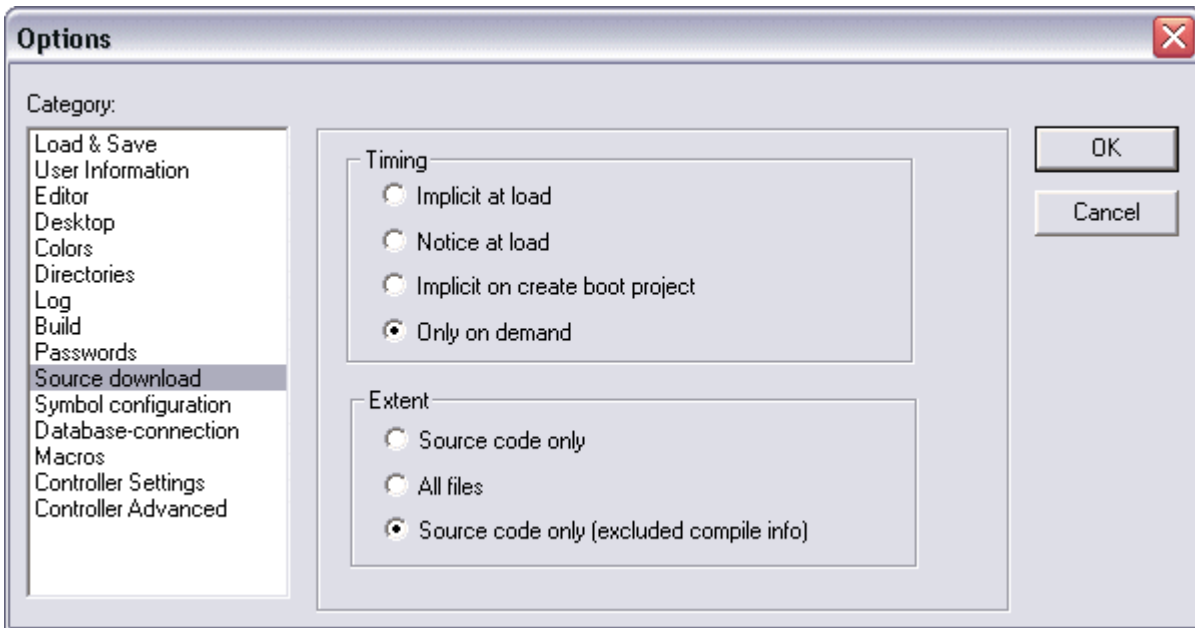 Options
Category:
Load & Save
User Information
Editor
Desktop
Colors
Directories
Log
Build
Passwords
Source download
Symbol configuration
Database-connection
Macros
Controller Settings
Controller Advanced
Timing
Implicit at load
Notice at load
Implicit on create boot project
Only on demand
Extent
Source code only
All files
Source code only (excluded compile info)
OK
Cancel